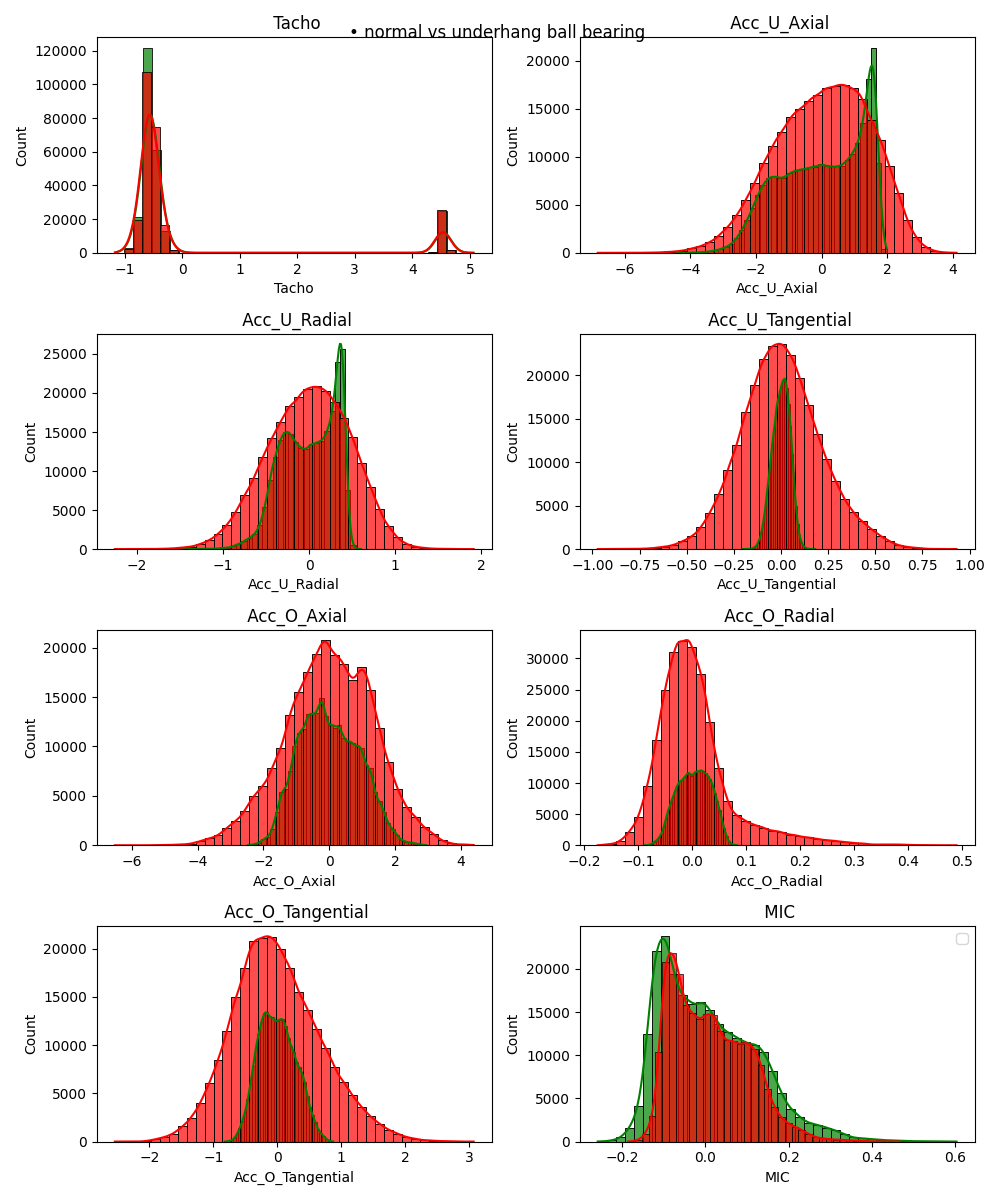 Tacho
• normal vs underhang ball bearing
Acc_U_Axial
120000
100000
80000
60000
40000
20000
0
Count
−1 0 1 2 3 4 5
Tacho
20000
15000
10000
5000
0
Count
−6 −4 −2 0 2 4
Acc_U_Axial
Acc_U_Radial
25000
20000
15000
10000
5000
0
Count
−2 −1 0 1 2
Acc_U_Radial
Acc_U_Tangential
20000
15000
10000
5000
0
Count
−1.00 −0.75 −0.50 −0.25 0.00 0.25 0.50 0.75 1.00
Acc_U_Tangential
Acc_O_Axial
20000
15000
10000
5000
0
Count
−6 −4 −2 0 2 4
Acc_O_Axial
Acc_O_Radial
30000
25000
20000
15000
10000
5000
0
Count
−0.2 −0.1 0.0 0.1 0.2 0.3 0.4 0.5
Acc_O_Radial
Acc_O_Tangential
20000
15000
10000
5000
0
Count
−2 −1 0 1 2 3
Acc_O_Tangential
MIC
20000
15000
10000
5000
0
Count
−0.2 0.0 0.2 0.4 0.6
MIC